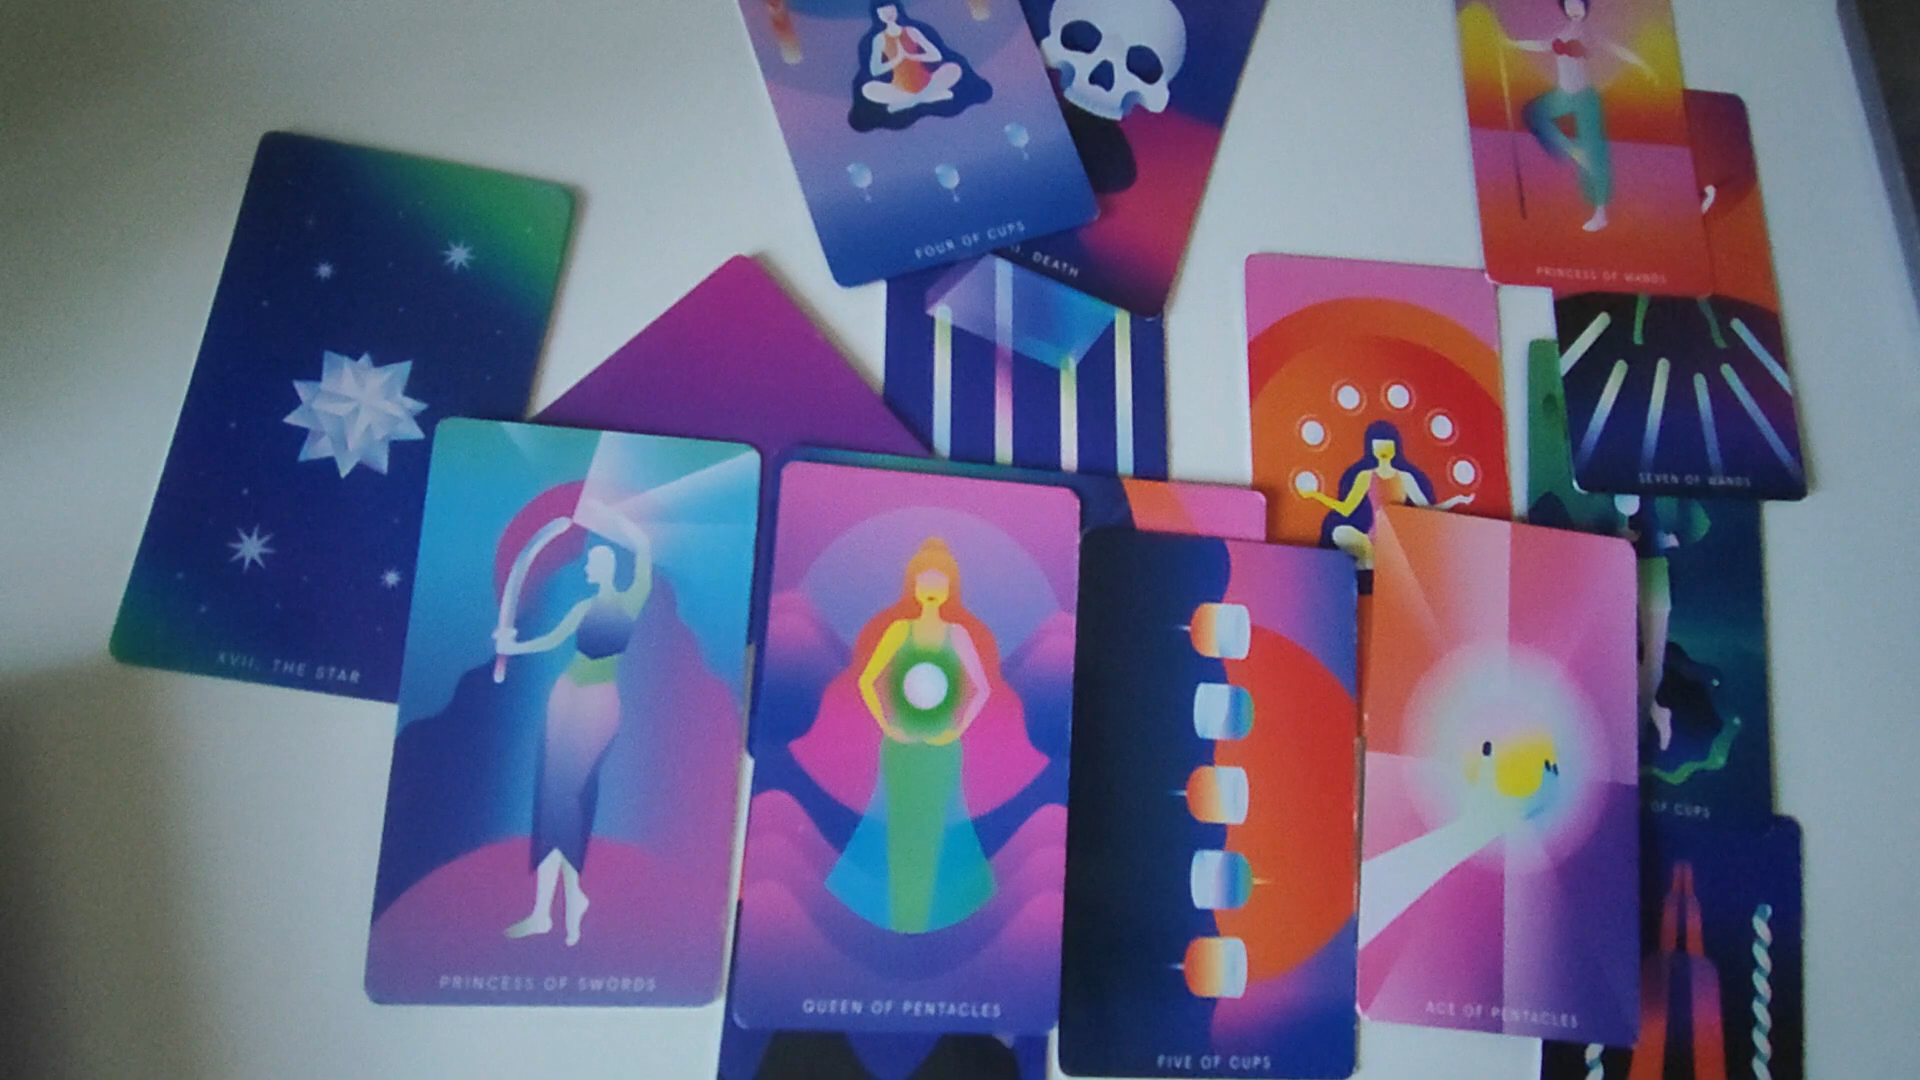 FOUR OF CUPS
DEATH
PRINCESS OF WANDS
SEVEN OF WANDS
XVII. THE STAR
OF CUPS
PRINCESS OF SWORDS
QUEEN OF PENTACLES
ACE OF PENTACLES
FIVE OF CUPS